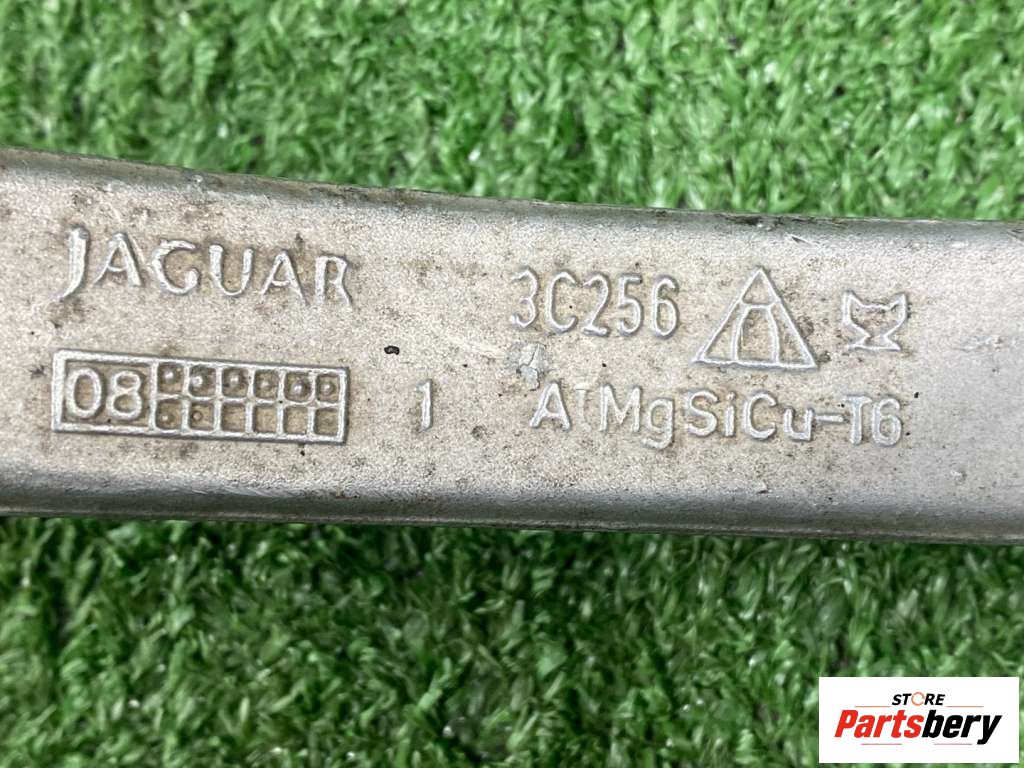 JAGUAR 3C256
08 1 AlMgSiCu-T6
STORE
Partsbery